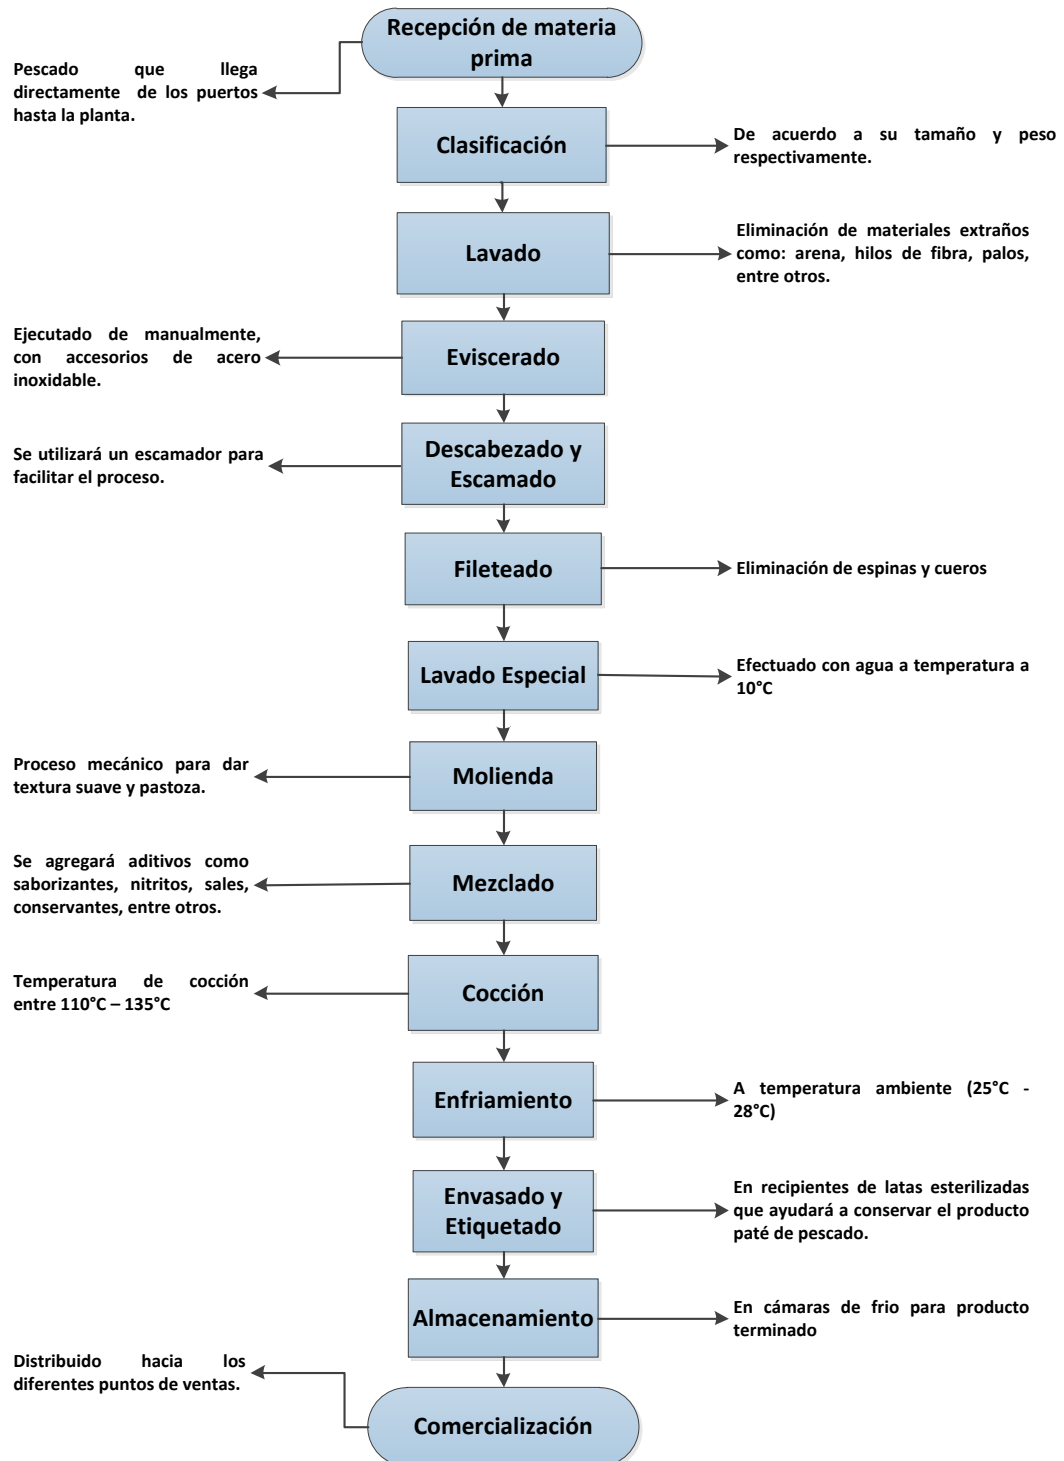 Recepción de materia
prima
Pescado que llega
directamente de los puertos
hasta la planta.
Clasificación
De acuerdo a su tamaño y peso
respectivamente.
Lavado
Eliminación de materiales extraños
como: arena, hilos de fibra, palos,
entre otros.
Ejecutado de manualmente,
con accesorios de acero
inoxidable.
Eviscerado
Se utilizará un escamador para
facilitar el proceso.
Descabezado y
Escamado
Fileteado
Eliminación de espinas y cueros
Lavado Especial
Efectuado con agua a temperatura a
10°C
Proceso mecánico para dar
textura suave y pastoza.
Molienda
Se agregará aditivos como
saborizantes, nitritos, sales,
conservantes, entre otros.
Mezclado
Temperatura de cocción
entre 110°C – 135°C
Cocción
Enfriamiento
A temperatura ambiente (25°C -
28°C)
Envasado y
Etiquetado
En recipientes de latas esterilizadas
que ayudará a conservar el producto
paté de pescado.
Almacenamiento
En cámaras de frio para producto
terminado
Distribuido hacia los
diferentes puntos de ventas.
Comercialización